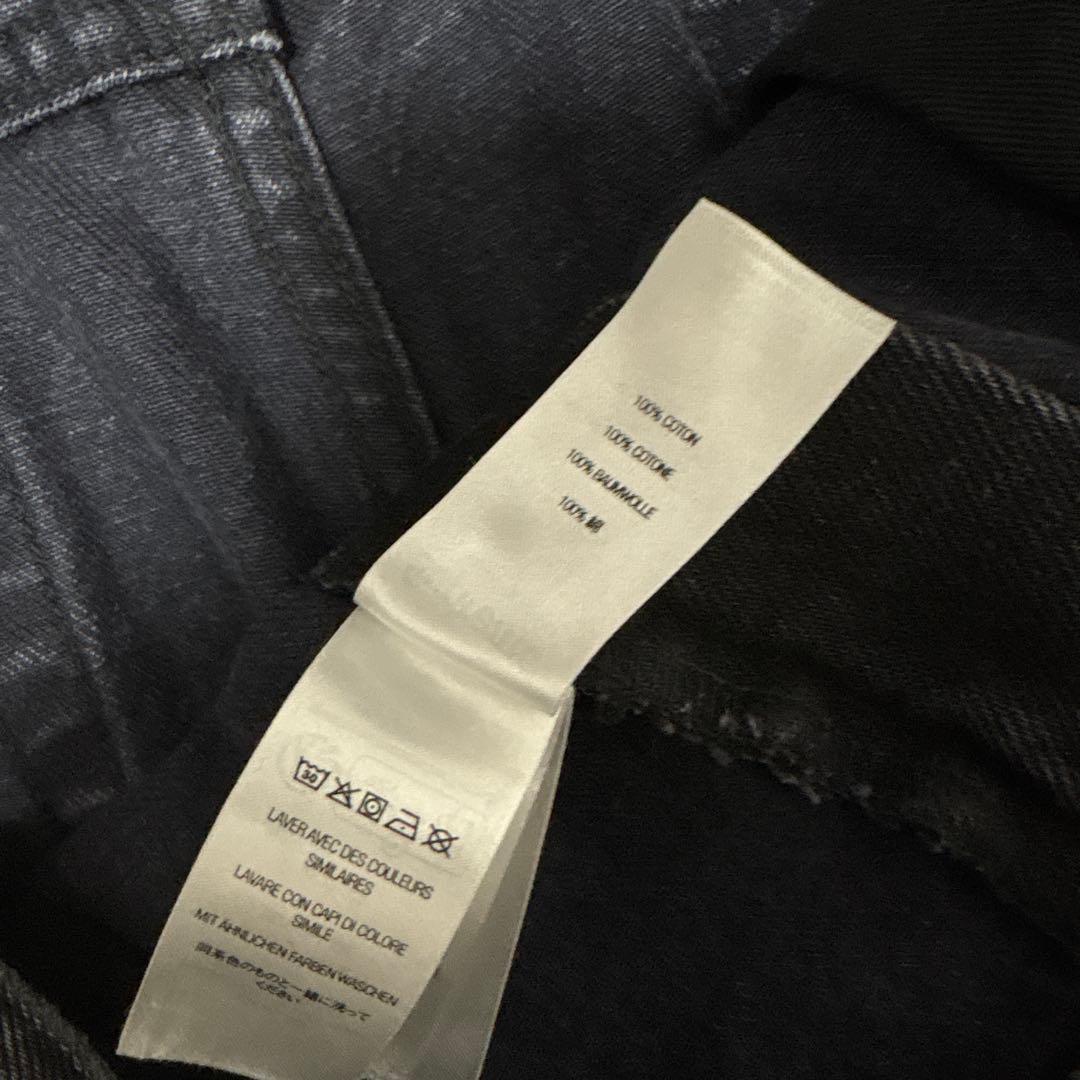 100% COTON
100% COTONE
100% BAUMWOLLE
100% 綿
30
LAVER AVEC DES COULEURS
SIMILAIRES
LAVARE CON CAPI DI COLORE
SIMILE
MIT ÄHNLICHEN FARBEN WASCHEN
同系色のものと一緒に洗って
ください